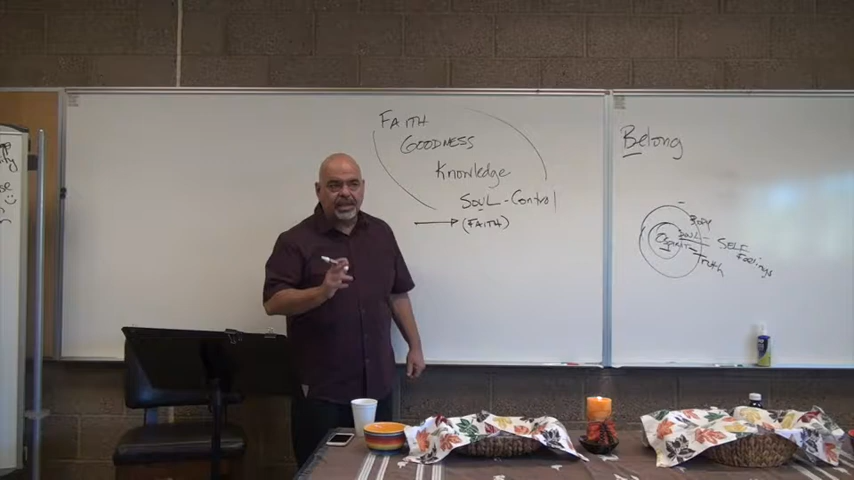 FAITH
GOODNESS
Knowledge
SOUL-Control
(FAITH)
Belong
BODY
SOUL = SELF
Spirit - Truth
Feelings